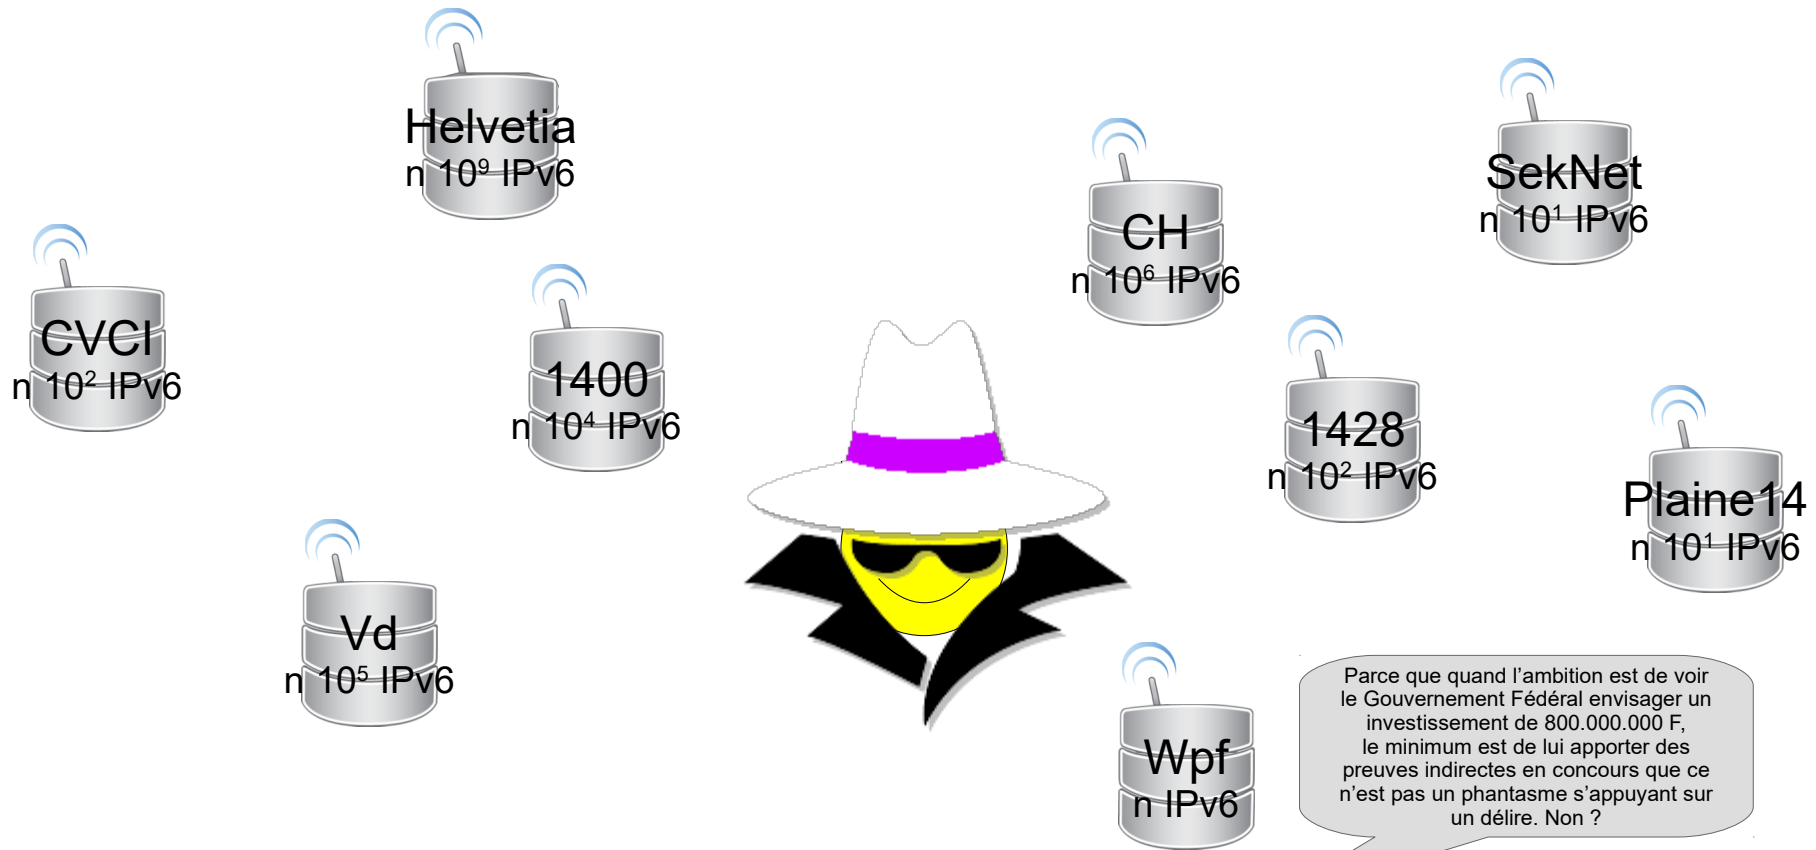 Helvetia
n 10⁹ IPv6
SekNet
n 10¹ IPv6
CH
n 10⁶ IPv6
CVCI
n 10² IPv6
1400
n 10⁴ IPv6
1428
n 10² IPv6
Plaine14
n 10¹ IPv6
Vd
n 10⁵ IPv6
Wpf
n IPv6
Parce que quand l’ambition est de voir
le Gouvernement Fédéral envisager un
investissement de 800.000.000 F,
le minimum est de lui apporter des
preuves indirectes en concours que ce
n’est pas un phantasme s’appuyant sur
un délire. Non ?